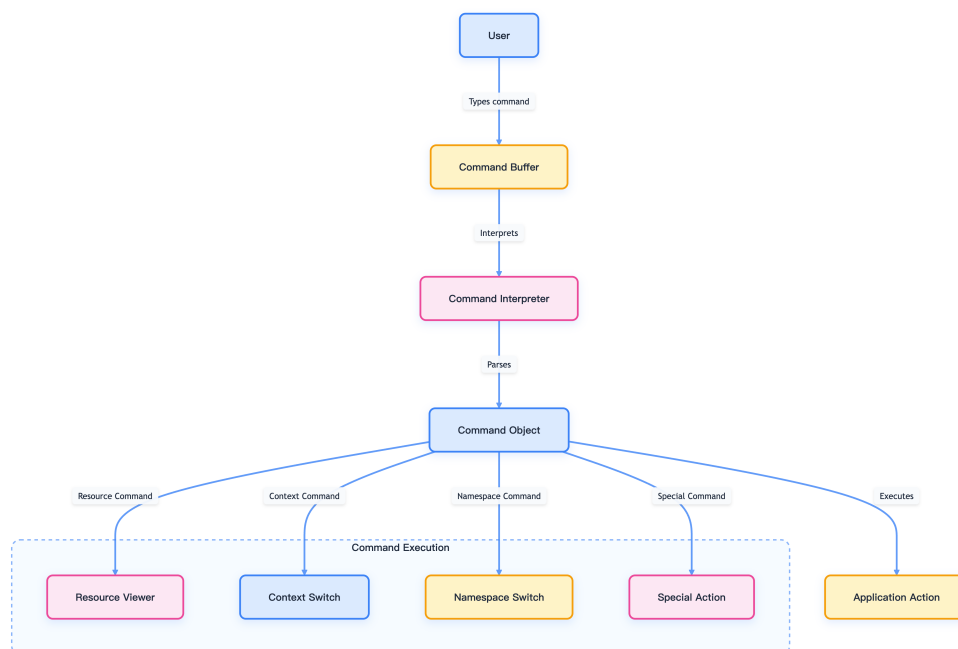 User
Types command
Command Buffer
Interprets
Command Interpreter
Parses
Command Object
Resource Command
Context Command
Namespace Command
Special Command
Executes
Command Execution
Resource Viewer
Context Switch
Namespace Switch
Special Action
Application Action